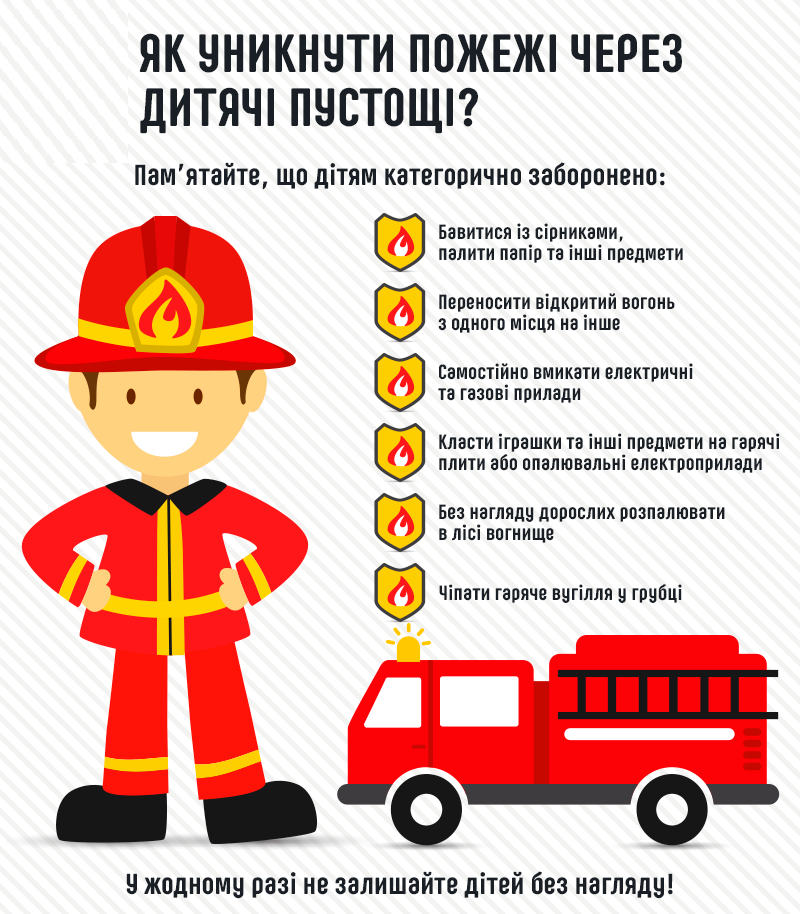 ЯК УНИКНУТИ ПОЖЕЖІ ЧЕРЕЗ
ДИТЯЧІ ПУСТОЩІ?
Пам’ятайте, що дітям категорично заборонено:
Бавитися із сірниками,
палити папір та інші предмети
Переносити відкритий вогонь
з одного місця на інше
Самостійно вмикати електричні
та газові прилади
Класти іграшки та інші предмети на гарячі
плити або опалювальні електроприлади
Без нагляду дорослих розпалювати
в лісі вогнище
Чіпати гаряче вугілля у грубці
У жодному разі не залишайте дітей без нагляду!